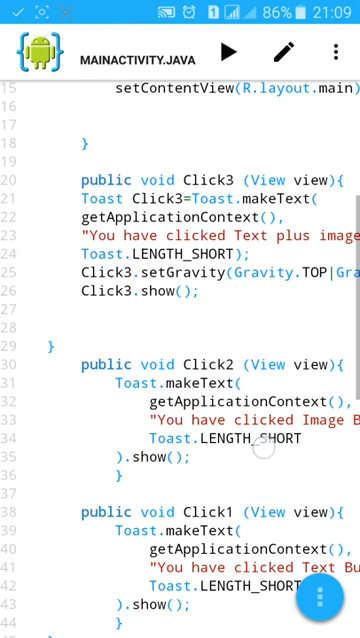 86% 21:09
MAINACTIVITY.JAVA
15 setContentView(R.layout.main)
16
17
18 }
19
20 public void Click3 (View view){
21 Toast Click3=Toast.makeText(
22 getApplicationContext(),
23 "You have clicked Text plus image
24 Toast.LENGTH_SHORT);
25 Click3.setGravity(Gravity.TOP|Gra
26 Click3.show();
27
28
29 }
30 public void Click2 (View view){
31 Toast.makeText(
32 getApplicationContext(),
33 "You have clicked Image B
34 Toast.LENGTH_SHORT
35 ).show();
36 }
37
38 public void Click1 (View view){
39 Toast.makeText(
40 getApplicationContext(),
41 "You have clicked Text Bu
42 Toast.LENGTH_SHORT
43 ).show();
44 }
45